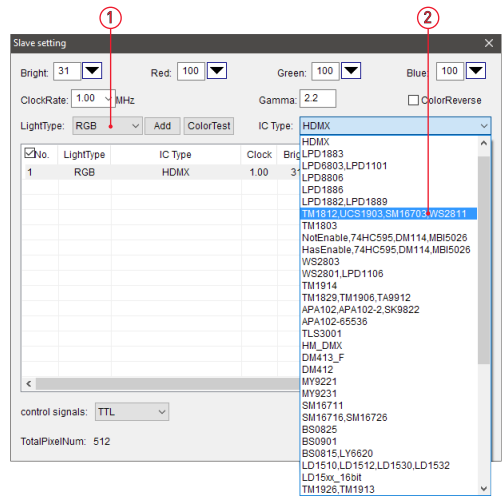 1
2
Slave setting
Bright: 31 Red: 100 Green: 100 Blue: 100
ClockRate: 1.00 MHz Gamma: 2.2 ColorReverse
LightType: RGB Add ColorTest IC Type: HDMX
No. LightType IC Type Clock Brig
1 RGB HDMX 1.00 31
HDMX
LPD1883
LPD6803,LPD1101
LPD8806
LPD1886
LPD1882,LPD1889
TM1812,UCS1903,SM16703,WS2811
TM1803
NotEnable,74HC595,DM114,MBI5026
HasEnable,74HC595,DM114,MBI5026
WS2803
WS2801,LPD1106
TM1914
TM1829,TM1906,TA9912
APA102,APA102-2,SK9822
APA102-65536
TLS3001
HM_DMX
DM413_F
DM412
MY9221
MY9231
SM16711
SM16716,SM16726
BS0825
BS0901
BS0815,LY6620
LD1510,LD1512,LD1530,LD1532
LD15xx_16bit
TM1926,TM1913
control signals: TTL
TotalPixelNum: 512